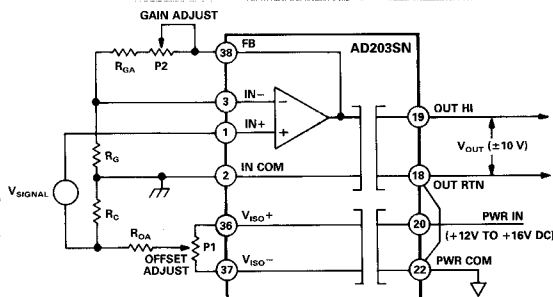 GAIN ADJUST
AD203SN
FB
38
R_GA
P2
3
IN−
−
19
OUT HI
1
IN+
+
V_OUT (±10 V)
R_G
2
IN COM
18
OUT RTN
V_SIGNAL
R_C
R_OA
36
V_ISO+
20
PWR IN
P1
(+12V TO +16V DC)
OFFSET
ADJUST
37
V_ISO−
22
PWR COM